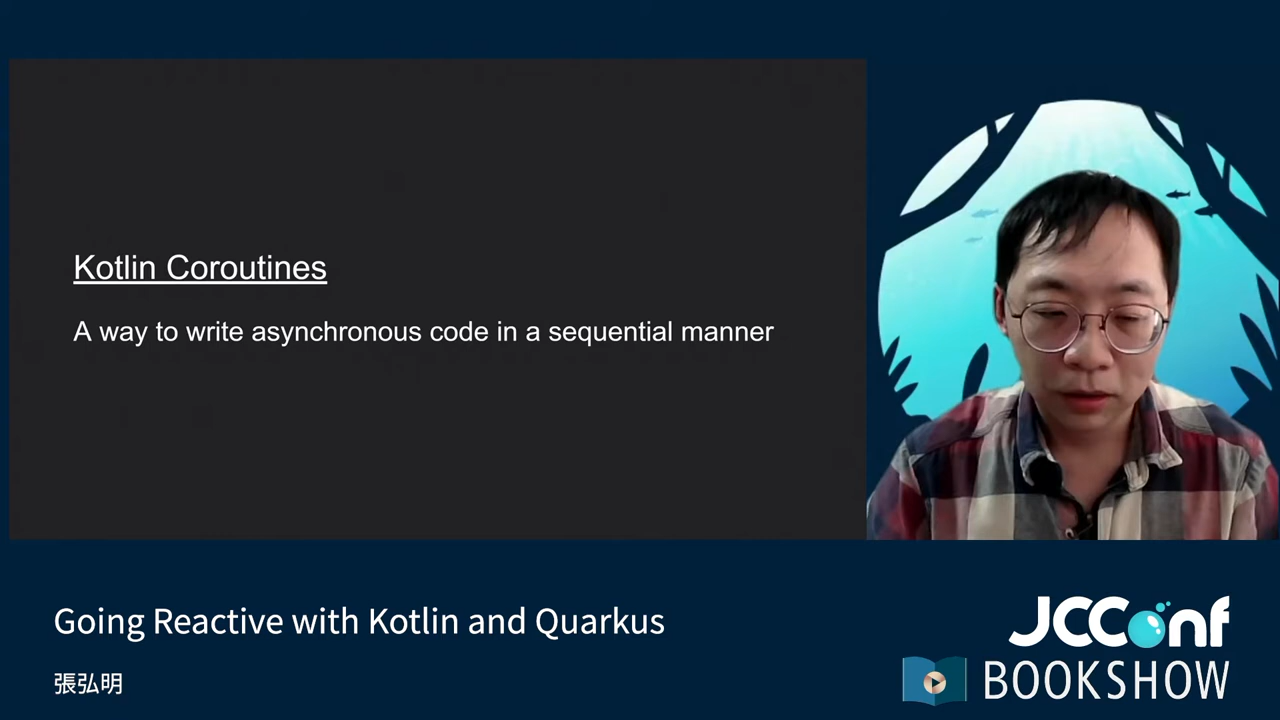 Kotlin Coroutines
A way to write asynchronous code in a sequential manner
Going Reactive with Kotlin and Quarkus
張弘明
JCConf
BOOKSHOW